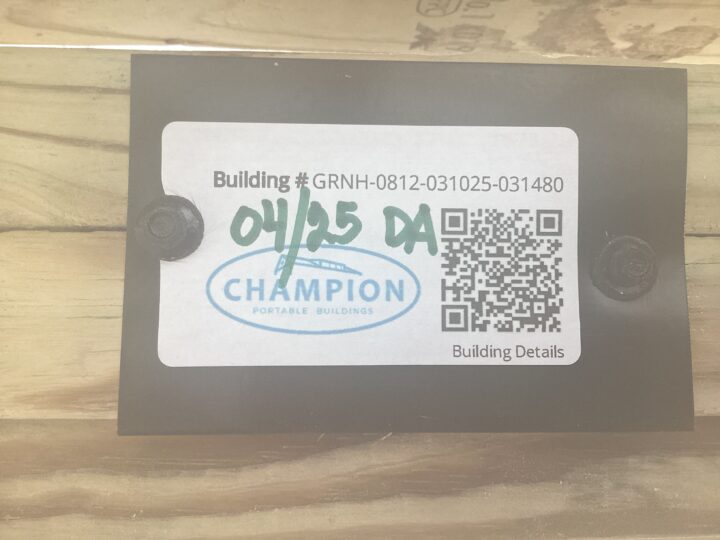 Building # GRNH-0812-031025-031480
04/25 DA
CHAMPION
PORTABLE BUILDINGS
Building Details